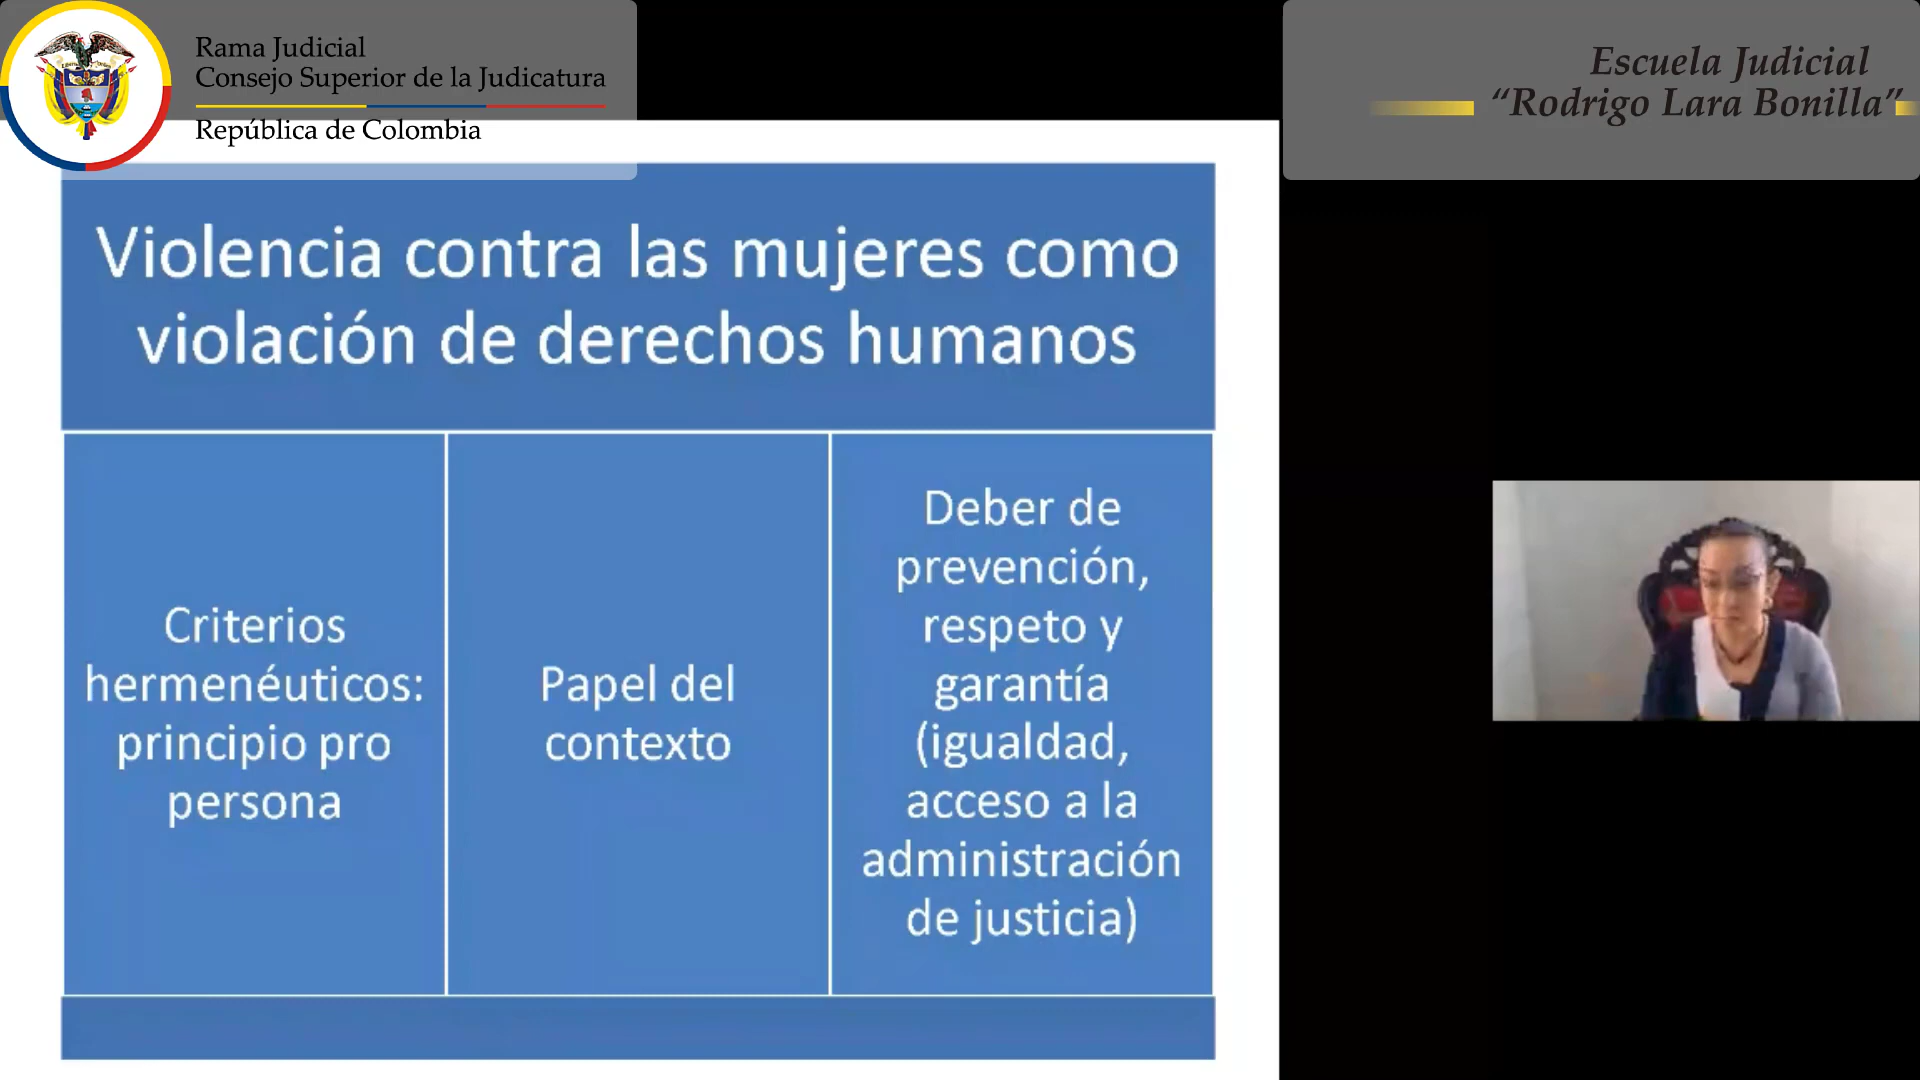 Rama Judicial
Consejo Superior de la Judicatura
República de Colombia
Escuela Judicial
“Rodrigo Lara Bonilla”
Violencia contra las mujeres como
violación de derechos humanos
Criterios
hermenéuticos:
principio pro
persona
Papel del
contexto
Deber de
prevención,
respeto y
garantía
(igualdad,
acceso a la
administración
de justicia)